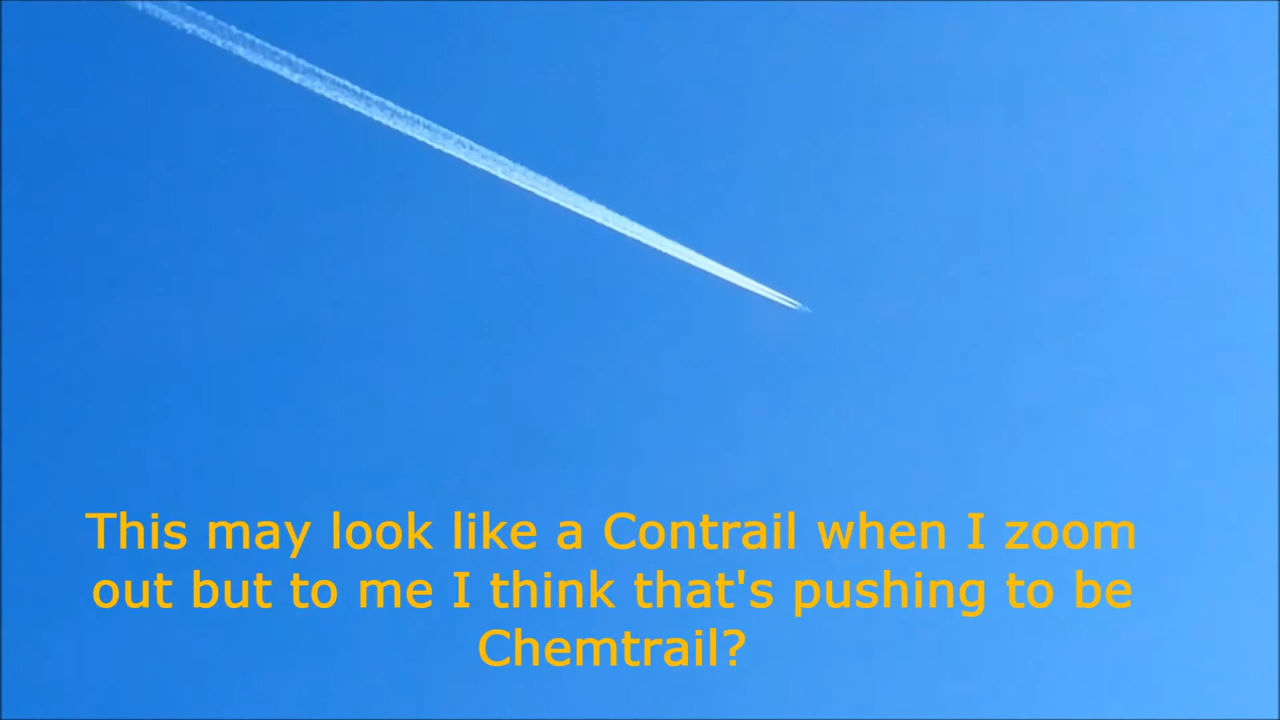 This may look like a Contrail when I zoom
out but to me I think that's pushing to be
Chemtrail?